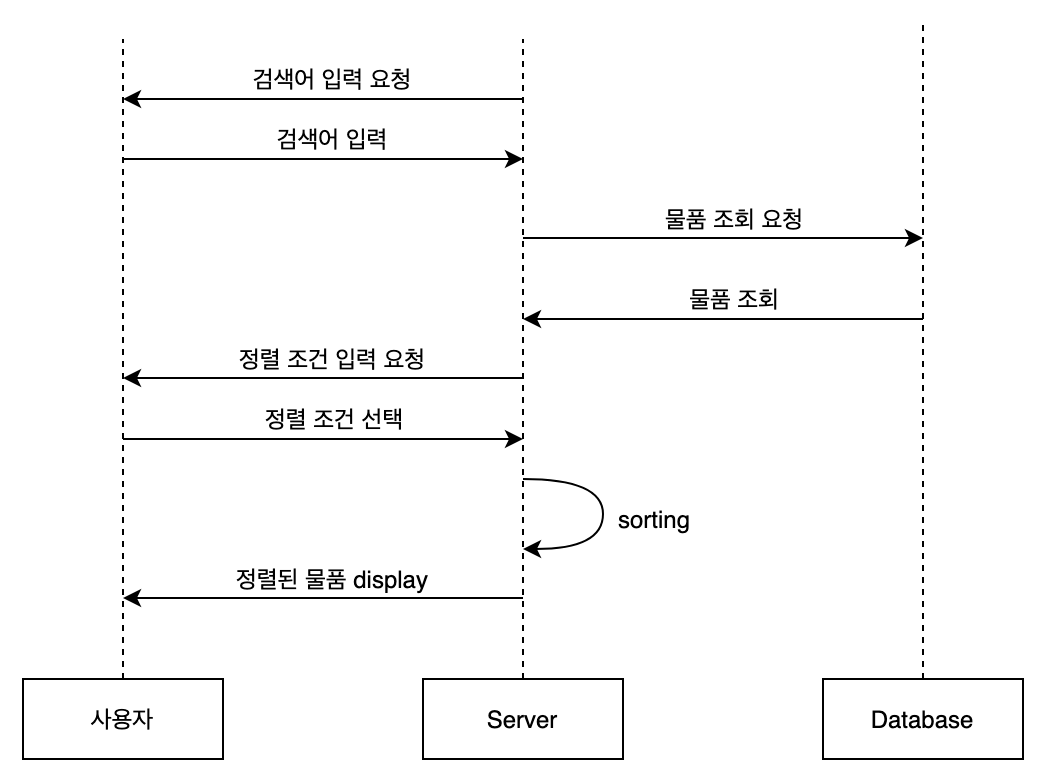 검색어 입력 요청
검색어 입력
물품 조회 요청
물품 조회
정렬 조건 입력 요청
정렬 조건 선택
sorting
정렬된 물품 display
사용자
Server
Database